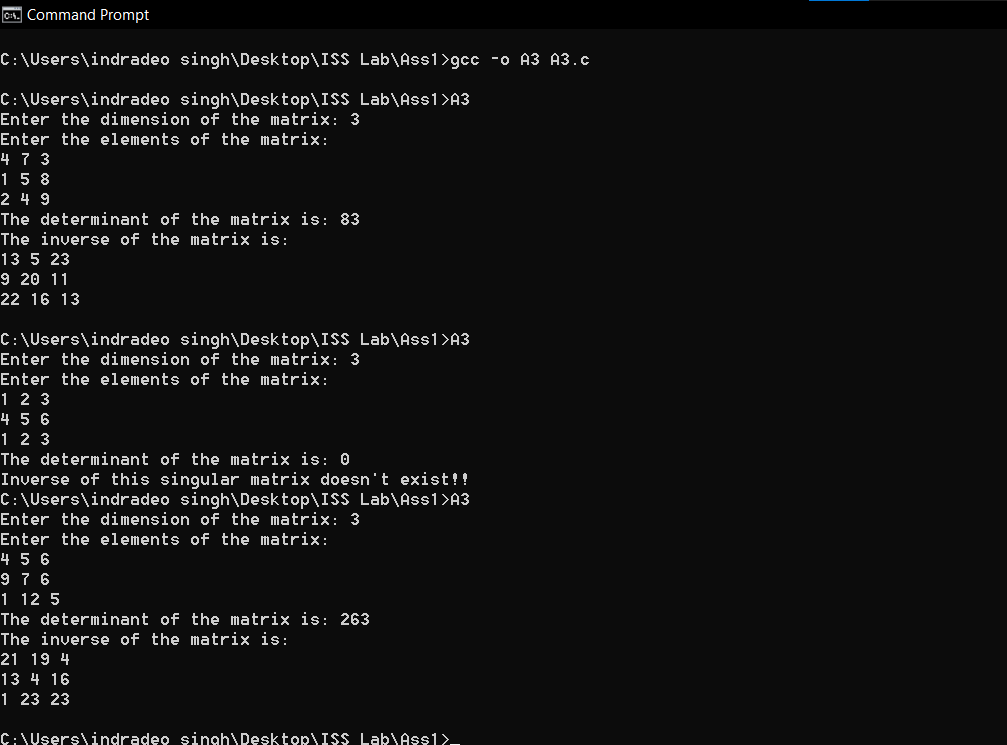 Command Prompt
C:\Users\indradeo singh\Desktop\ISS Lab\Ass1>gcc -o A3 A3.c
C:\Users\indradeo singh\Desktop\ISS Lab\Ass1>A3
Enter the dimension of the matrix: 3
Enter the elements of the matrix:
4 7 3
1 5 8
2 4 9
The determinant of the matrix is: 83
The inverse of the matrix is:
13 5 23
9 20 11
22 16 13
C:\Users\indradeo singh\Desktop\ISS Lab\Ass1>A3
Enter the dimension of the matrix: 3
Enter the elements of the matrix:
1 2 3
4 5 6
1 2 3
The determinant of the matrix is: 0
Inverse of this singular matrix doesn't exist!!
C:\Users\indradeo singh\Desktop\ISS Lab\Ass1>A3
Enter the dimension of the matrix: 3
Enter the elements of the matrix:
4 5 6
9 7 6
1 12 5
The determinant of the matrix is: 263
The inverse of the matrix is:
21 19 4
13 4 16
1 23 23
C:\Users\indradeo singh\Desktop\ISS Lab\Ass1>_